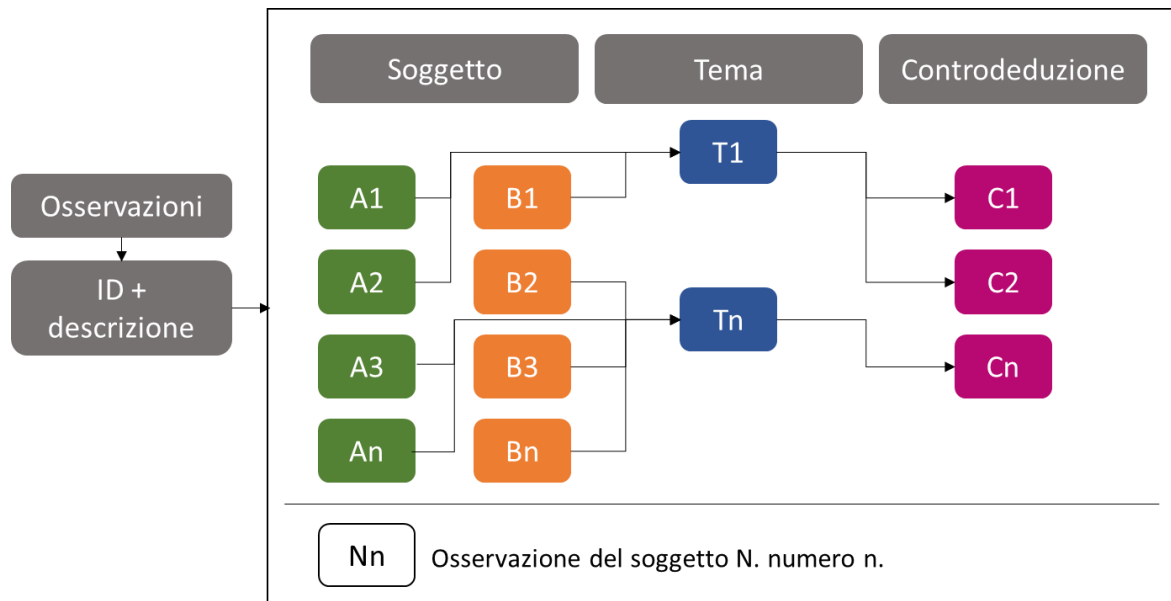 Soggetto
Tema
Controdeduzione
Osservazioni
ID +
descrizione
A1
B1
T1
C1
A2
B2
C2
Tn
A3
B3
Cn
An
Bn
Nn
Osservazione del soggetto N. numero n.